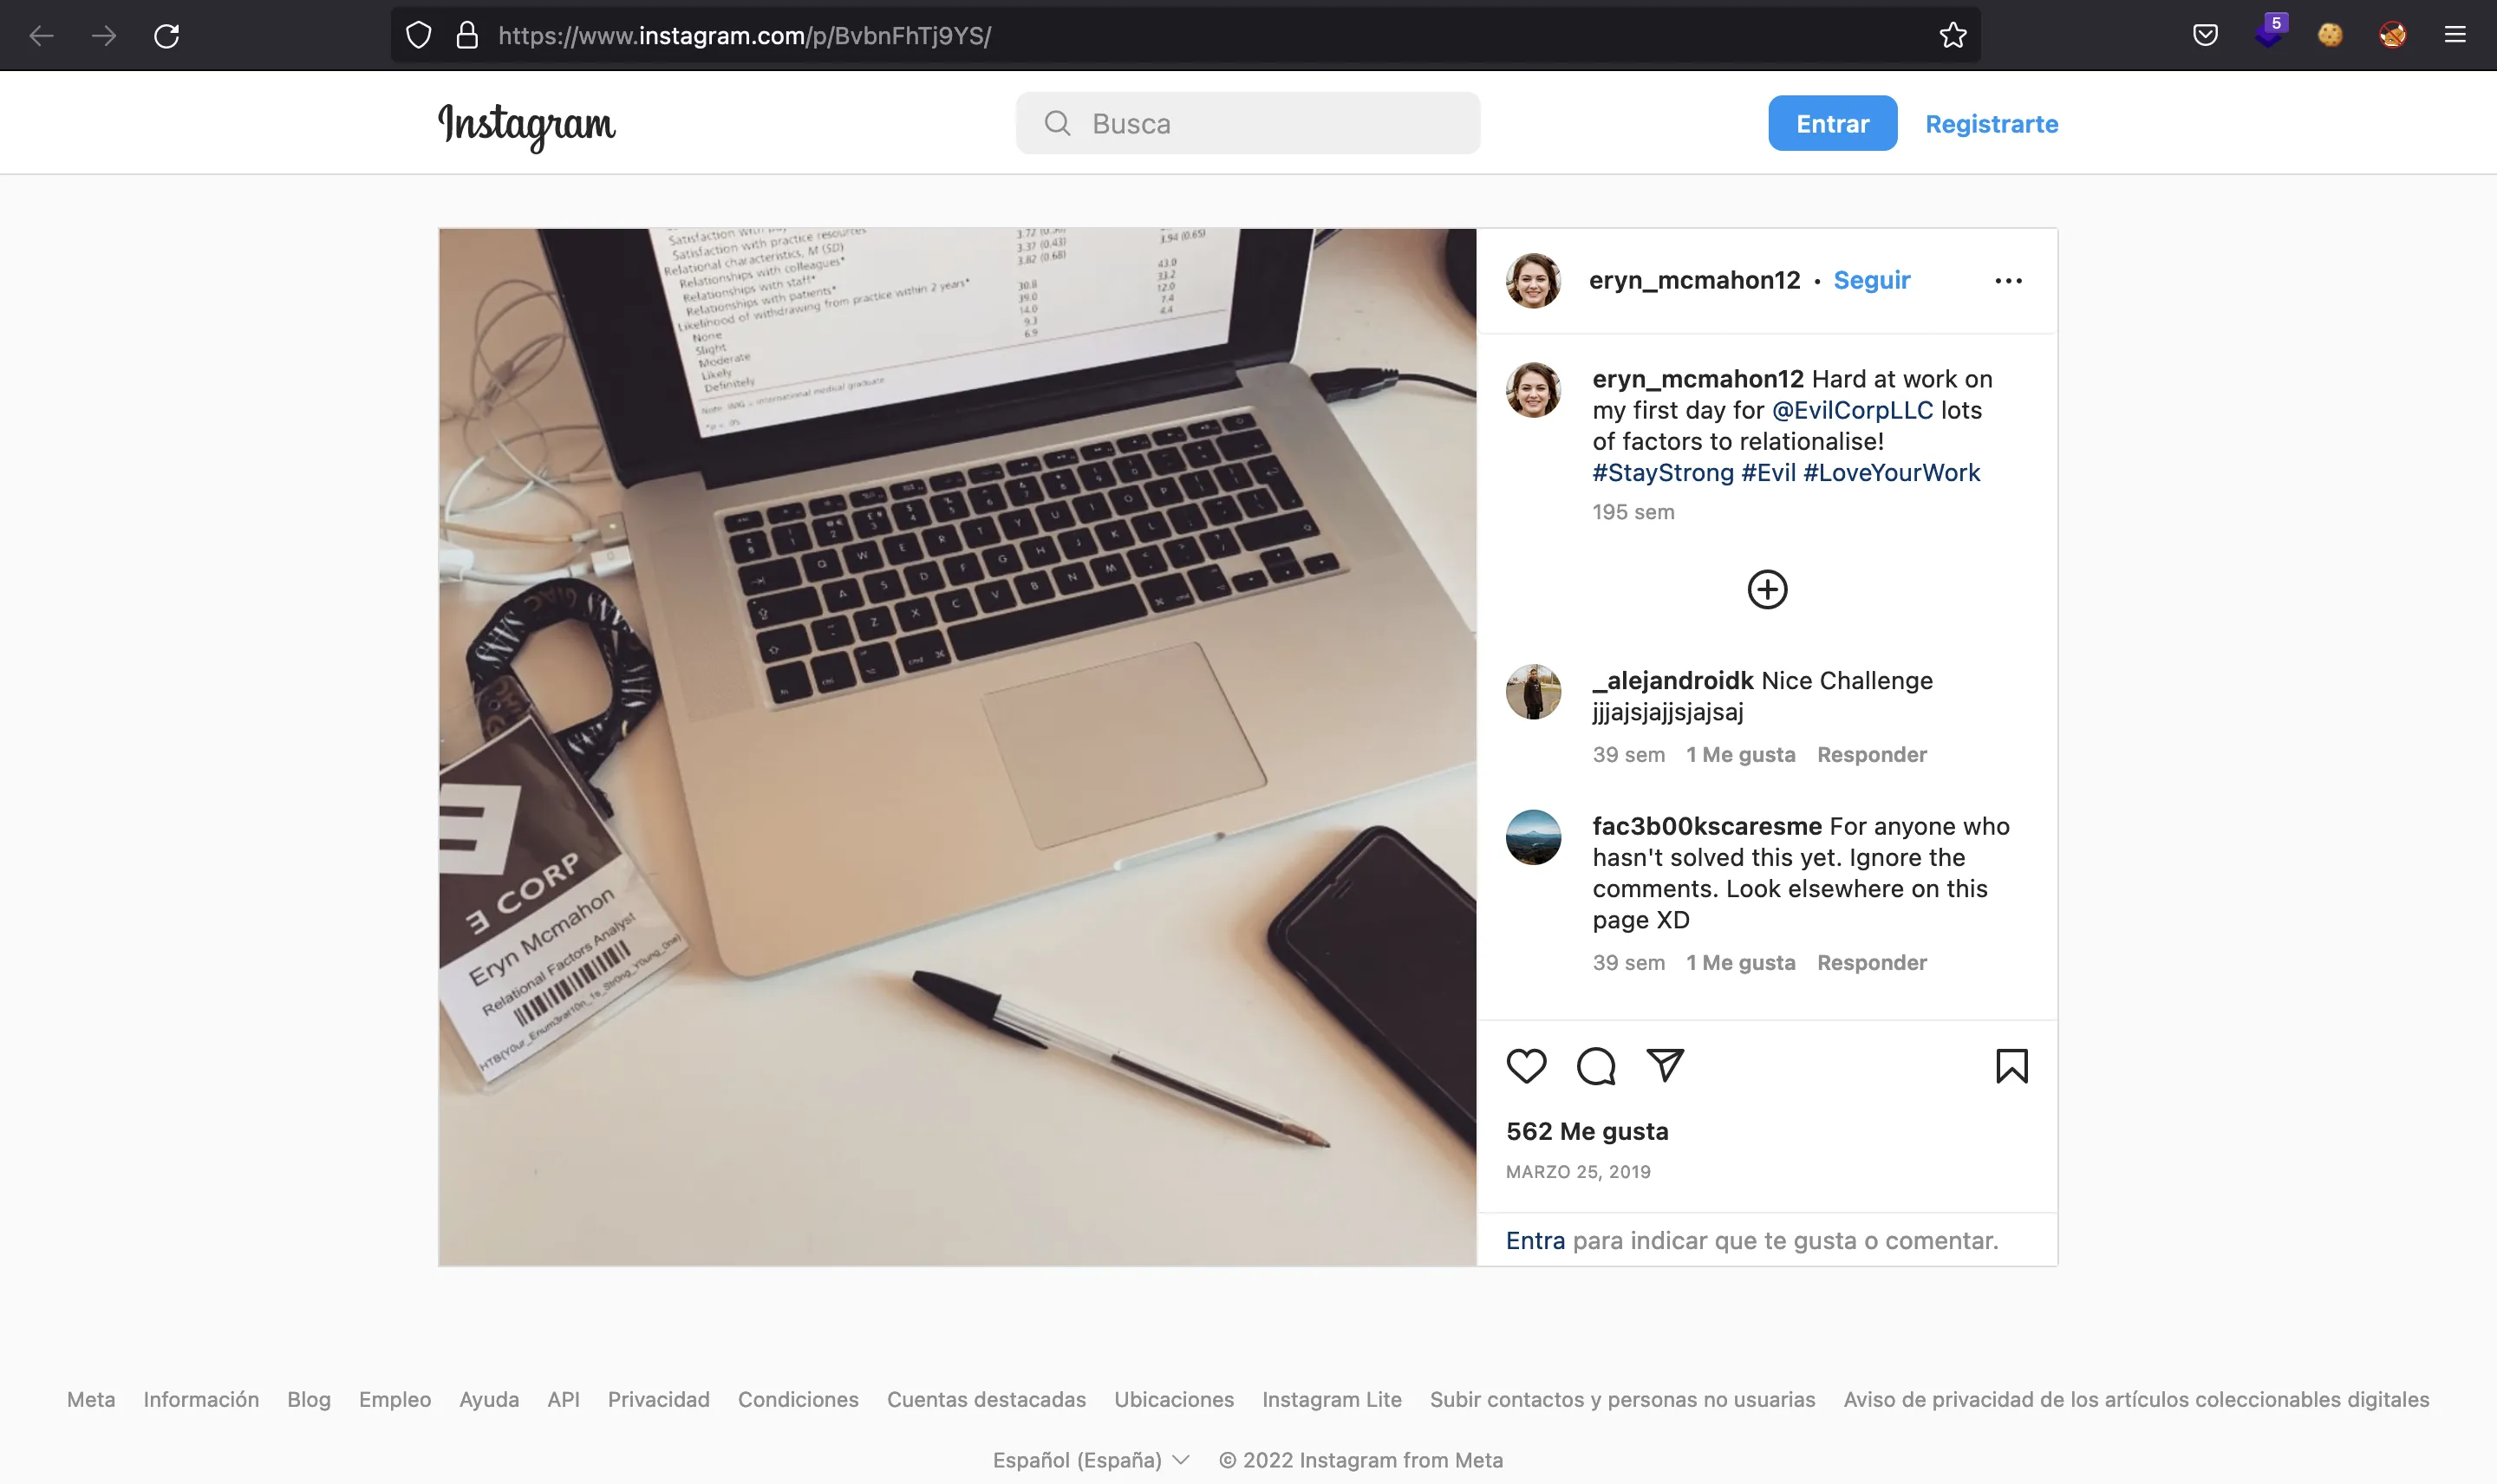 https://www.instagram.com/p/BvbnFhTj9YS/
5
Instagram
Busca
Entrar
Registrarte
Satisfaction with practice resources
3.72
Relational characteristics, M (SD)
3.37 (0.43)
3.94 (0.65)
Relationships with colleagues*
3.82 (0.68)
Relationships with staff*
Relationships with patients*
Likelihood of withdrawing from practice within 2 years*
None
30.8
43.0
Slight
39.0
33.2
Moderate
14.0
12.0
Likely
9.3
7.4
Definitely
6.9
4.4
Note: IMG = international medical graduate
GIAC
SANS
E CORP
Eryn Mcmahon
Relational Factors Analyst
HTB{Y0ur_Enum3rat10n_1s_Str0ng_Y0ung_0ne}
eryn_mcmahon12 • Seguir
eryn_mcmahon12 Hard at work on
my first day for @EvilCorpLLC lots
of factors to relationalise!
#StayStrong #Evil #LoveYourWork
195 sem
_alejandroidk Nice Challenge
jjjajsjajjsjajsaj
39 sem 1 Me gusta Responder
fac3b00kscaresme For anyone who
hasn't solved this yet. Ignore the
comments. Look elsewhere on this
page XD
39 sem 1 Me gusta Responder
562 Me gusta
MARZO 25, 2019
Entra para indicar que te gusta o comentar.
Meta Información Blog Empleo Ayuda API Privacidad Condiciones Cuentas destacadas Ubicaciones Instagram Lite Subir contactos y personas no usuarias Aviso de privacidad de los artículos coleccionables digitales
Español (España) © 2022 Instagram from Meta